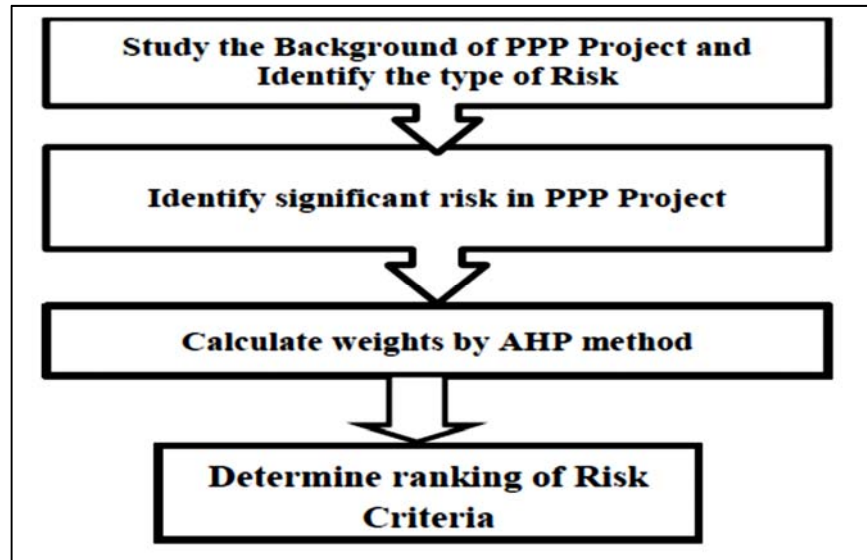 Study the Background of PPP Project and
Identify the type of Risk
Identify significant risk in PPP Project
Calculate weights by AHP method
Determine ranking of Risk
Criteria